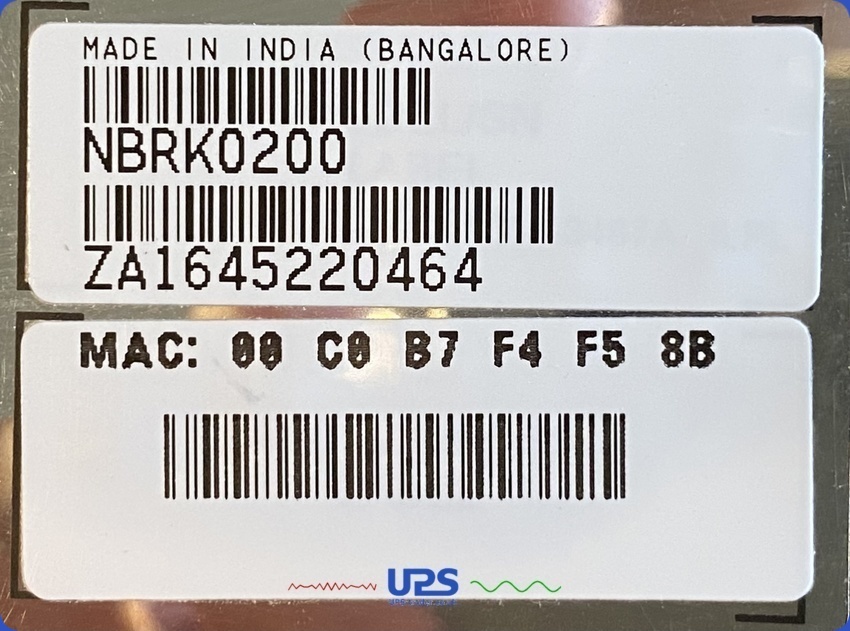 MADE IN INDIA (BANGALORE)
NBRK0200
ZA1645220464
MAC: 00 C0 B7 F4 F5 8B
UPS